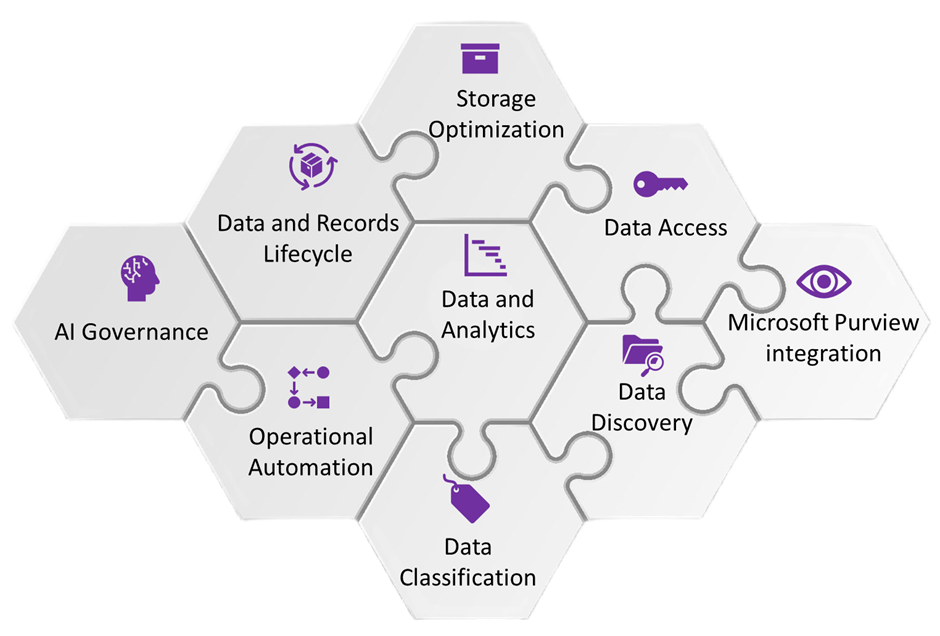 Storage
Optimization
Data and Records
Lifecycle
Data Access
AI Governance
Data and
Analytics
Microsoft Purview
integration
Operational
Automation
Data
Discovery
Data
Classification